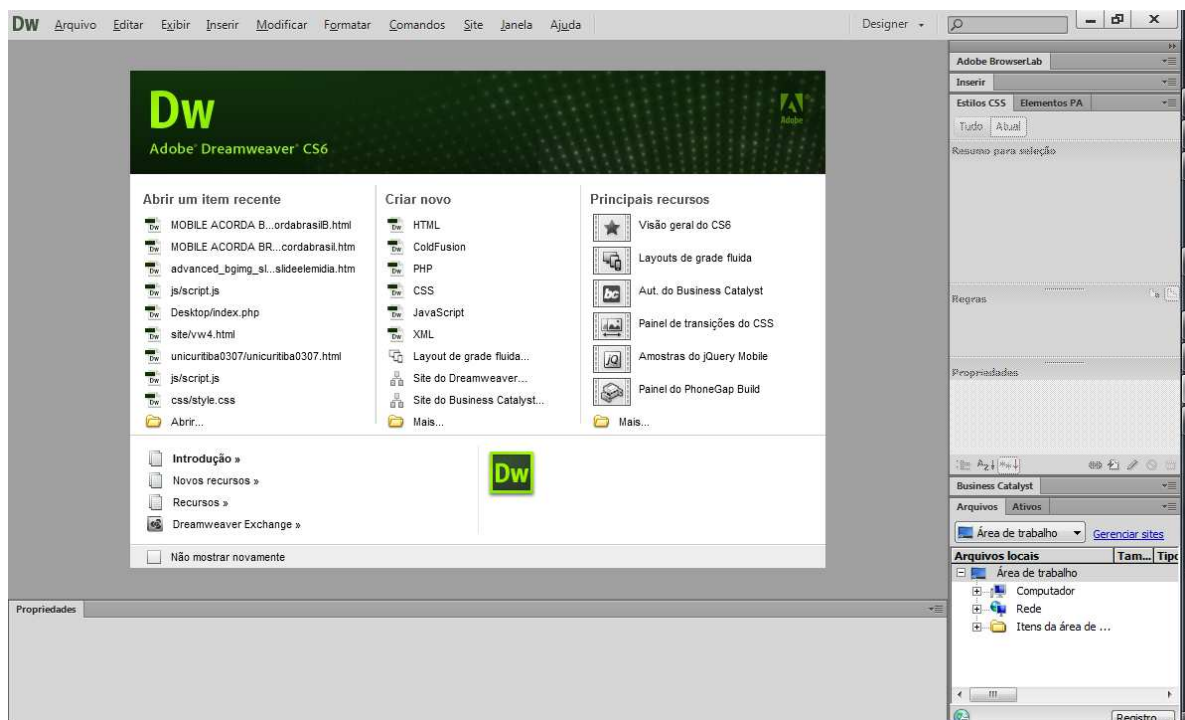 Dw Arquivo Editar Exibir Inserir Modificar Formatar Comandos Site Janela Ajuda Designer
Dw
Adobe® Dreamweaver® CS6
Adobe
Abrir um item recente
MOBILE ACORDA B...ordabrasilB.html
MOBILE ACORDA BR...cordabrasil.htm
advanced_bgimg_sl...slideelemidia.htm
js/script.js
Desktop/index.php
site/vw4.html
unicuritiba0307/unicuritiba0307.html
js/script.js
css/style.css
Abrir...
Criar novo
HTML
ColdFusion
PHP
CSS
JavaScript
XML
Layout de grade fluida...
Site do Dreamweaver...
Site do Business Catalyst...
Mais...
Principais recursos
Visão geral do CS6
Layouts de grade fluida
bc Aut. do Business Catalyst
Painel de transições do CSS
jQ Amostras do jQuery Mobile
Painel do PhoneGap Build
Mais...
Introdução »
Novos recursos »
Recursos »
Dreamweaver Exchange »
Dw
Não mostrar novamente
Propriedades
Adobe BrowserLab
Inserir
Estilos CSS Elementos PA
Tudo Atual
Resumo para seleção
Regras
Propriedades
Business Catalyst
Arquivos Ativos
Área de trabalho Gerenciar sites
Arquivos locais Tam... Tipo
Área de trabalho
Computador
Rede
Itens da área de ...
Registro...